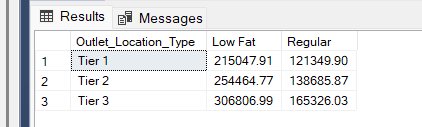 Results Messages
Outlet_Location_Type Low Fat Regular
1 Tier 1 215047.91 121349.90
2 Tier 2 254464.77 138685.87
3 Tier 3 306806.99 165326.03